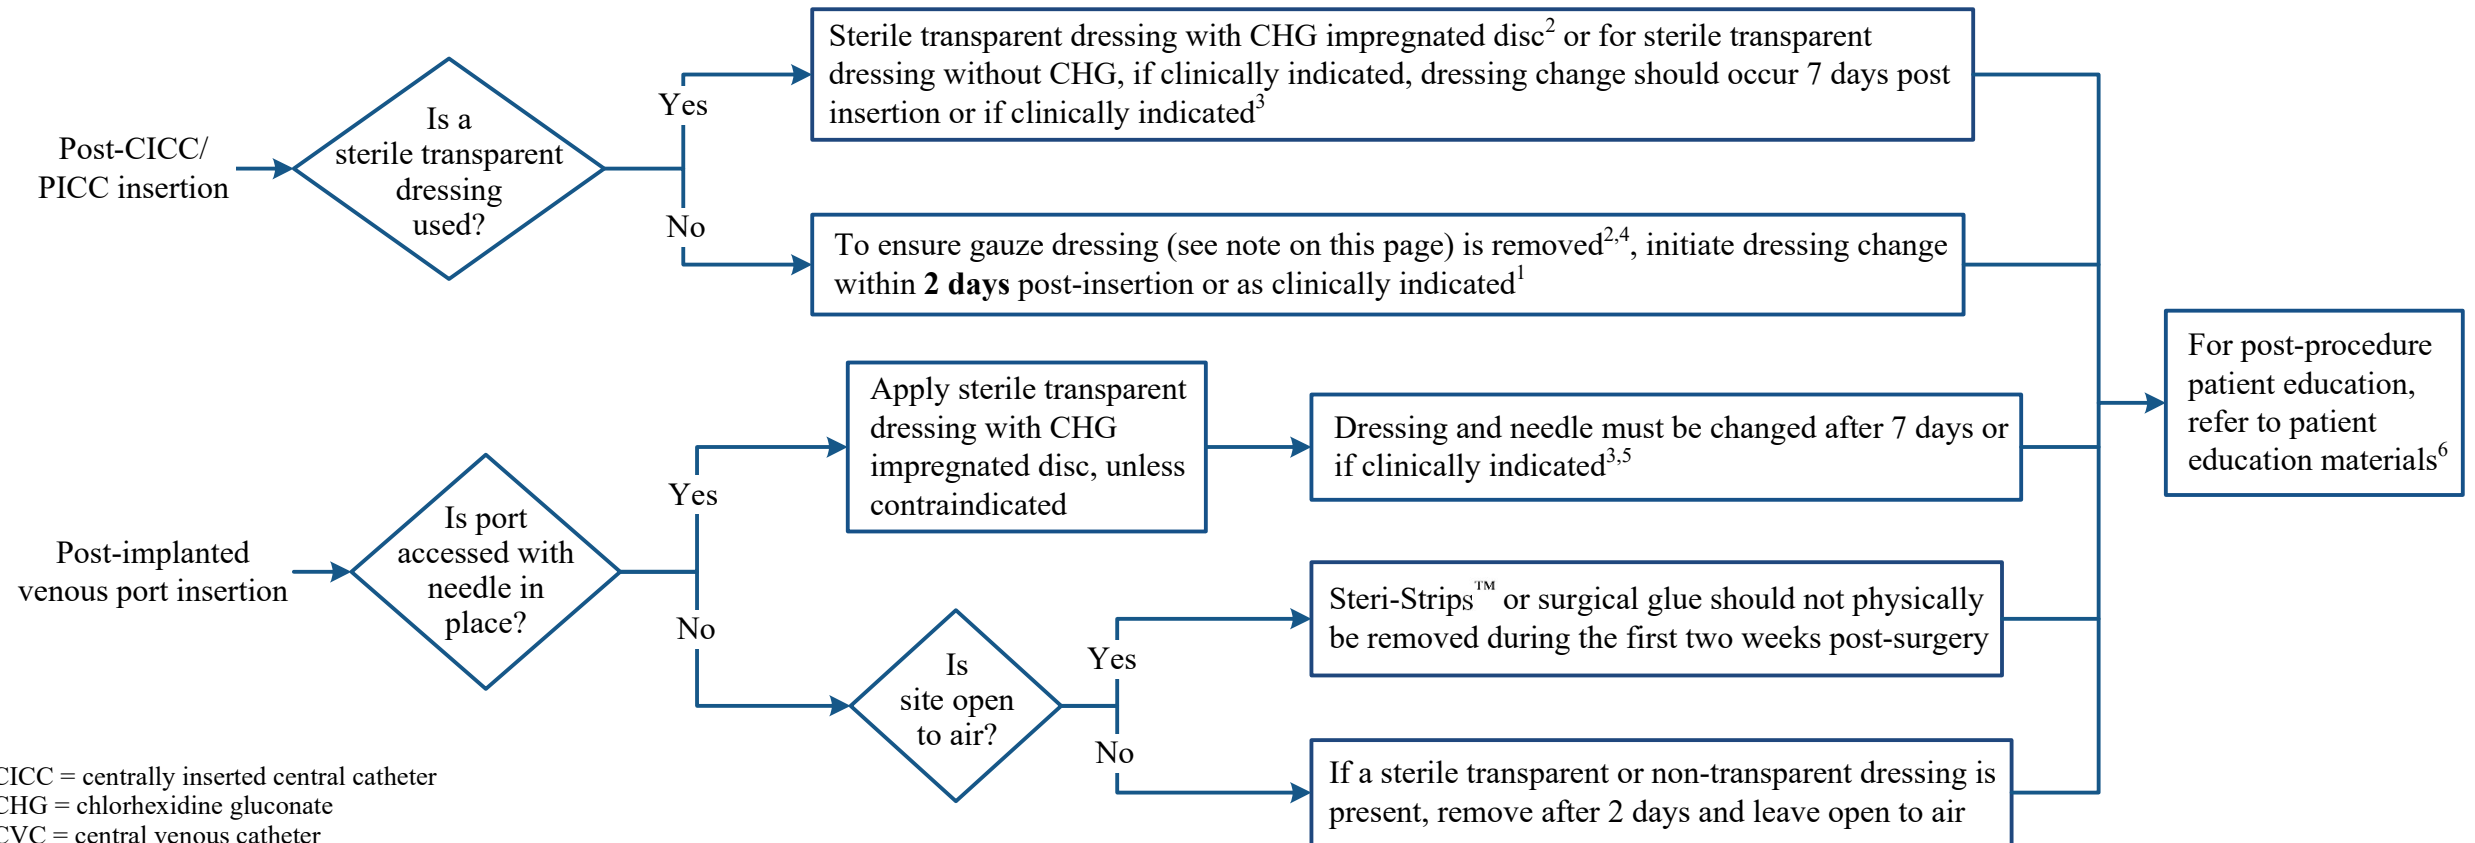 Post-CICC/
PICC insertion
Is a
sterile transparent
dressing
used?
Yes
No
Sterile transparent dressing with CHG impregnated disc² or for sterile transparent
dressing without CHG, if clinically indicated, dressing change should occur 7 days post
insertion or if clinically indicated³
To ensure gauze dressing (see note on this page) is removed²,⁴, initiate dressing change
within 2 days post-insertion or as clinically indicated¹
Post-implanted
venous port insertion
Is port
accessed with
needle in
place?
Yes
No
Apply sterile transparent
dressing with CHG
impregnated disc, unless
contraindicated
Dressing and needle must be changed after 7 days or
if clinically indicated³,⁵
Is
site open
to air?
Yes
No
Steri-Strips™ or surgical glue should not physically
be removed during the first two weeks post-surgery
If a sterile transparent or non-transparent dressing is
present, remove after 2 days and leave open to air
For post-procedure
patient education,
refer to patient
education materials⁶
CICC = centrally inserted central catheter
CHG = chlorhexidine gluconate
CVC = central venous catheter